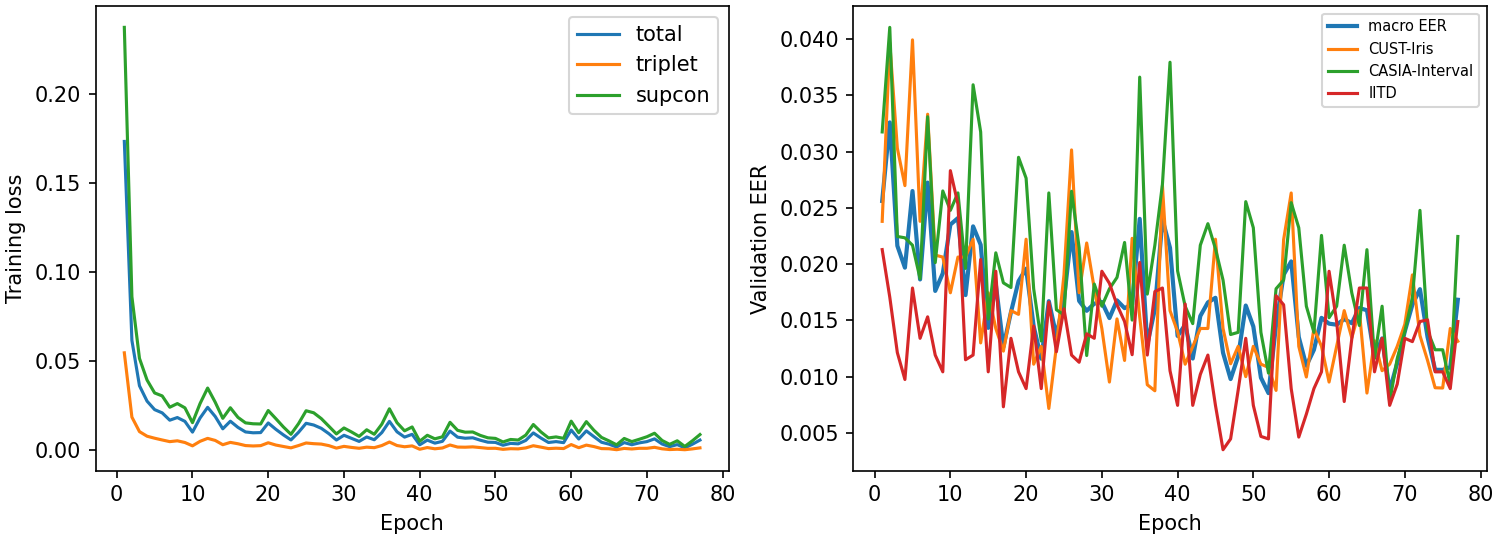 Training loss
0.20
0.15
0.10
0.05
0.00
0 10 20 30 40 50 60 70 80
Epoch
total
triplet
supcon
Validation EER
0.040
0.035
0.030
0.025
0.020
0.015
0.010
0.005
0 10 20 30 40 50 60 70 80
Epoch
macro EER
CUST-Iris
CASIA-Interval
IITD